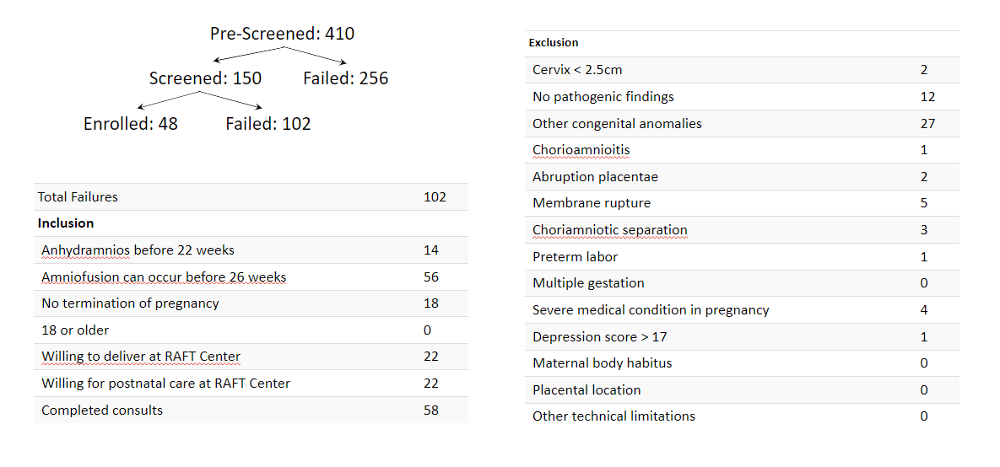 Pre-Screened: 410
Screened: 150 Failed: 256
Enrolled: 48 Failed: 102
Total Failures 102
Inclusion
Anhydramnios before 22 weeks 14
Amniofusion can occur before 26 weeks 56
No termination of pregnancy 18
18 or older 0
Willing to deliver at RAFT Center 22
Willing for postnatal care at RAFT Center 22
Completed consults 58
Exclusion
Cervix < 2.5cm 2
No pathogenic findings 12
Other congenital anomalies 27
Chorioamnioitis 1
Abruption placentae 2
Membrane rupture 5
Choriamniotic separation 3
Preterm labor 1
Multiple gestation 0
Severe medical condition in pregnancy 4
Depression score > 17 1
Maternal body habitus 0
Placental location 0
Other technical limitations 0